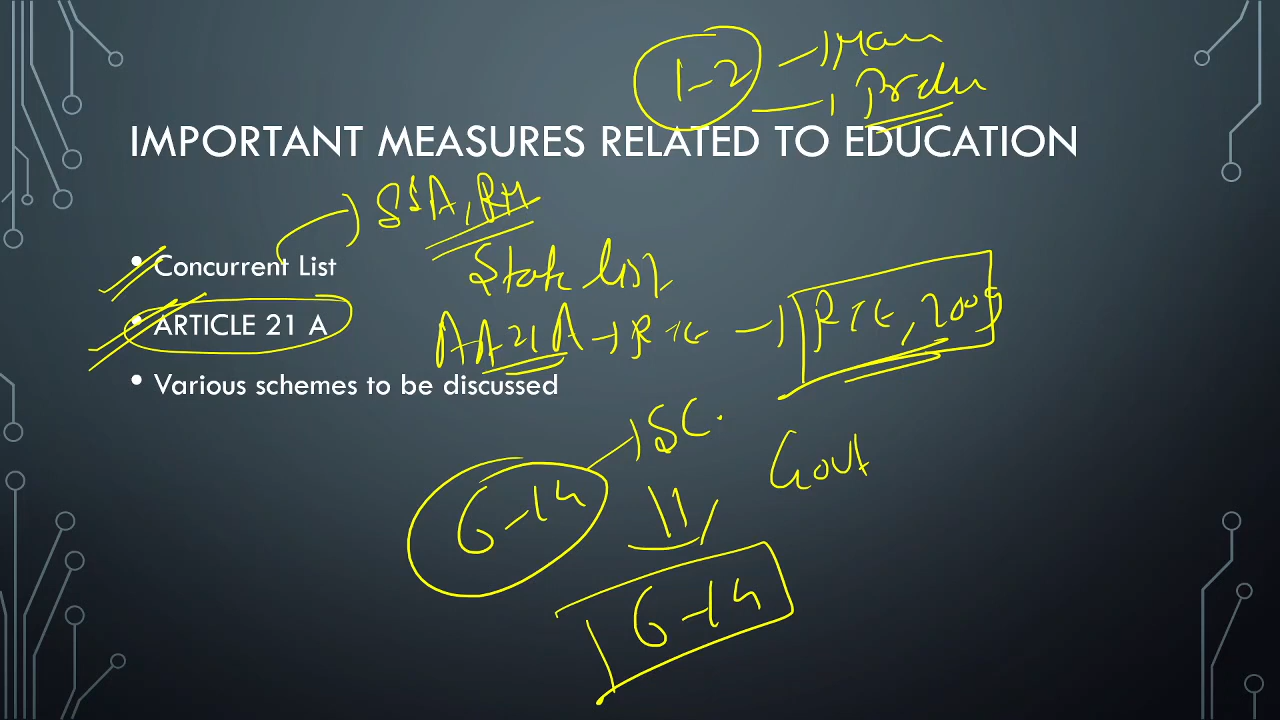 1-2
IMPORTANT MEASURES RELATED TO EDUCATION
SSA, RM
State list
• Concurrent List
• ARTICLE 21 A
A A 21 A RTE RTE, 2009
• Various schemes to be discussed
SC.
Govt
6-14
6-14